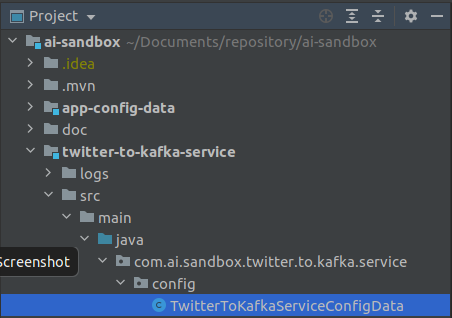 Project
ai-sandbox ~/Documents/repository/ai-sandbox
.idea
.mvn
app-config-data
doc
twitter-to-kafka-service
logs
src
main
java
Screenshot
com.ai.sandbox.twitter.to.kafka.service
config
C TwitterToKafkaServiceConfigData